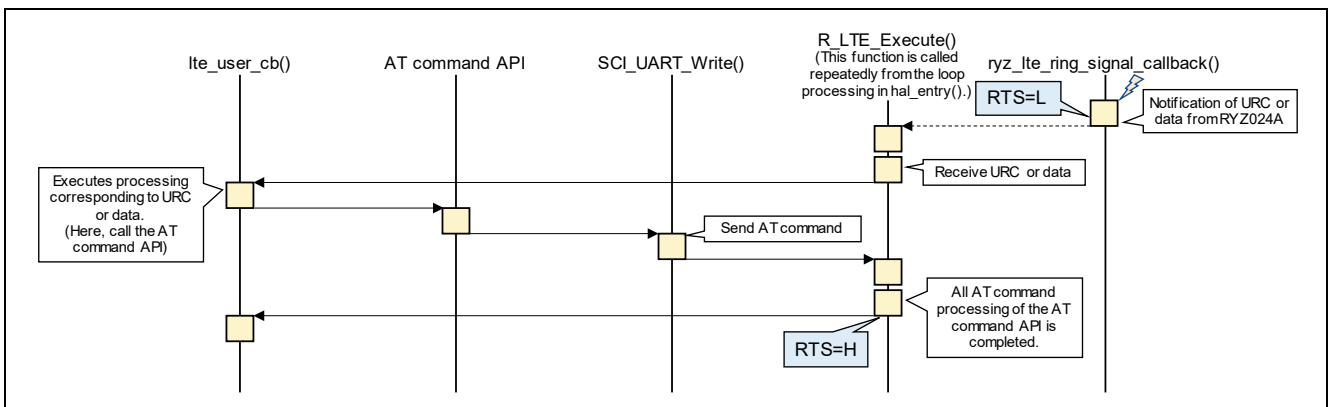 lte_user_cb()
AT command API
SCI_UART_Write()
R_LTE_Execute()
(This function is called
repeatedly from the loop
processing in hal_entry().)
ryz_lte_ring_signal_callback()
RTS=L
Notification of URC or
data from RYZ024A
Receive URC or data
Executes processing
corresponding to URC
or data.
(Here, call the AT
command API)
Send AT command
All AT command
processing of the AT
command API is
completed.
RTS=H